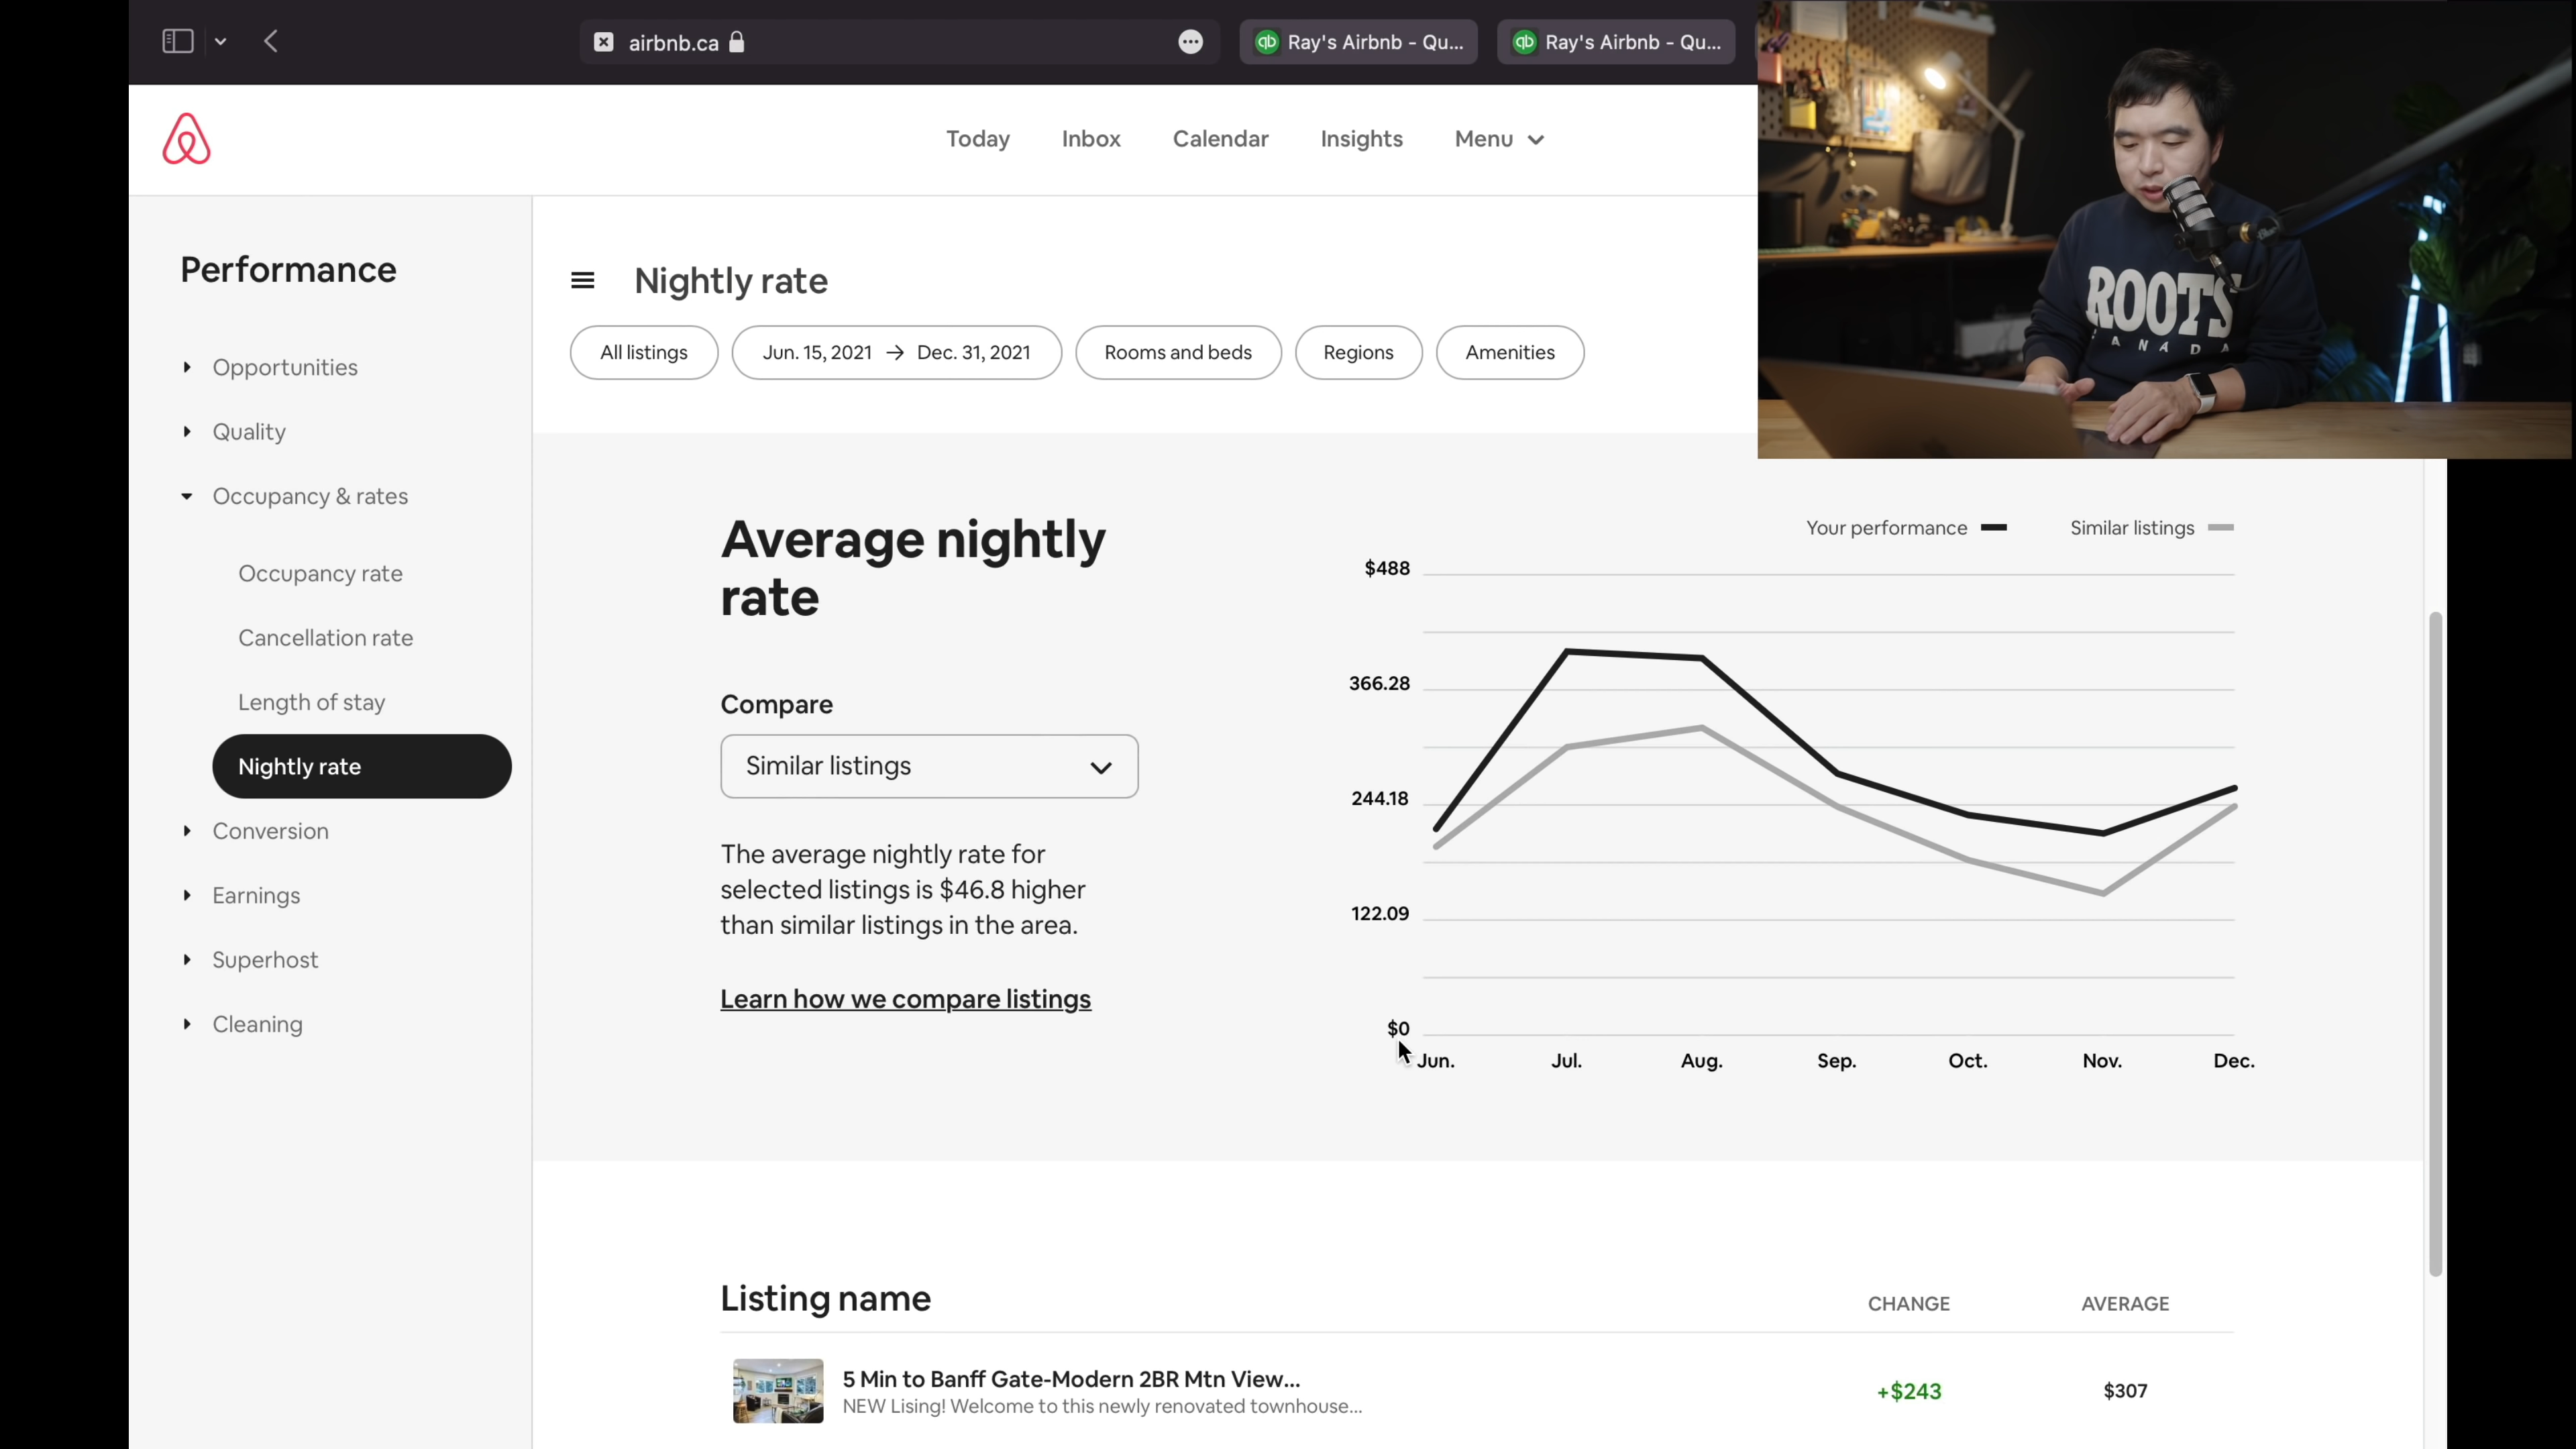 airbnb.ca
Ray's Airbnb - Qu...
Ray's Airbnb - Qu...
Today
Inbox
Calendar
Insights
Menu
ROOTS
CANADA
Performance
Opportunities
Quality
Occupancy & rates
Occupancy rate
Cancellation rate
Length of stay
Nightly rate
Conversion
Earnings
Superhost
Cleaning
Nightly rate
All listings
Jun. 15, 2021 → Dec. 31, 2021
Rooms and beds
Regions
Amenities
Average nightly
rate
Compare
Similar listings
The average nightly rate for
selected listings is $46.8 higher
than similar listings in the area.
Learn how we compare listings
Your performance
Similar listings
$488
366.28
244.18
122.09
$0
Jun.
Jul.
Aug.
Sep.
Oct.
Nov.
Dec.
Listing name
CHANGE
AVERAGE
5 Min to Banff Gate-Modern 2BR Mtn View...
NEW Lising! Welcome to this newly renovated townhouse...
+$243
$307